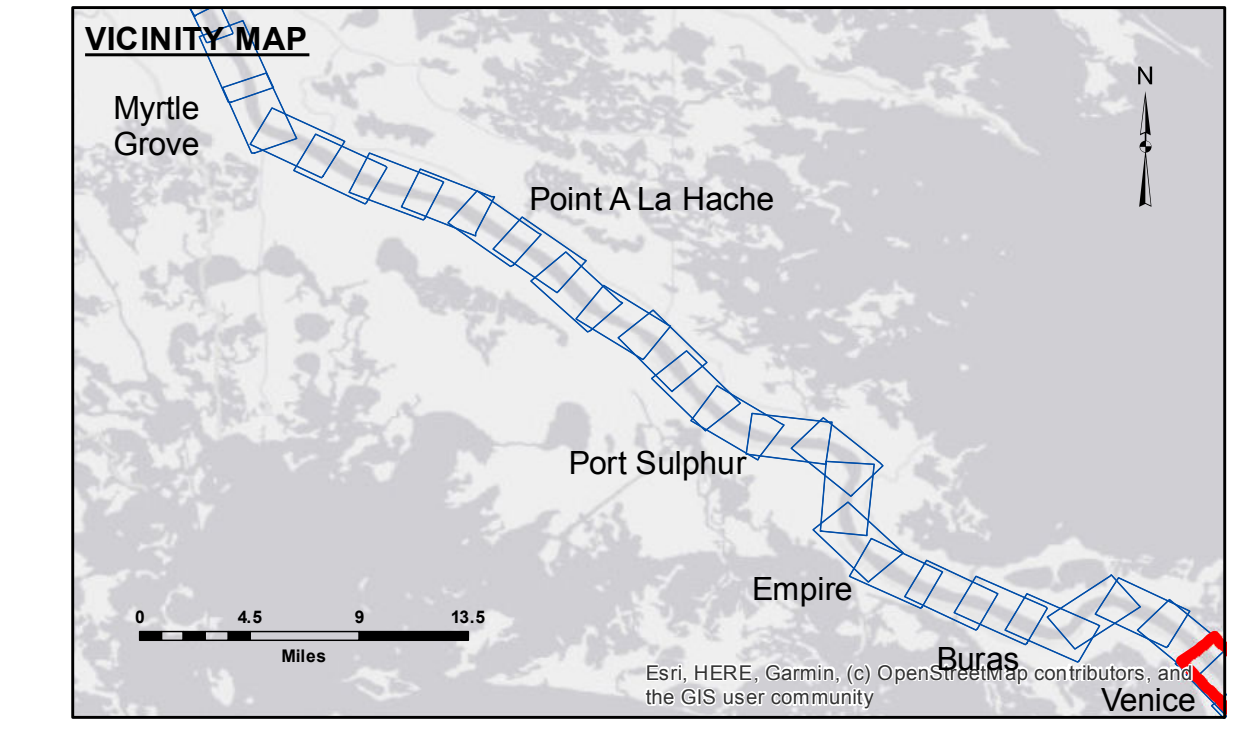 VICINITY MAP
N
Myrtle
Grove
Point A La Hache
Port Sulphur
Empire
0 4.5 9 13.5
Miles
Buras
Esri, HERE, Garmin, (c) OpenStreetMap contributors, and
the GIS user community
Venice